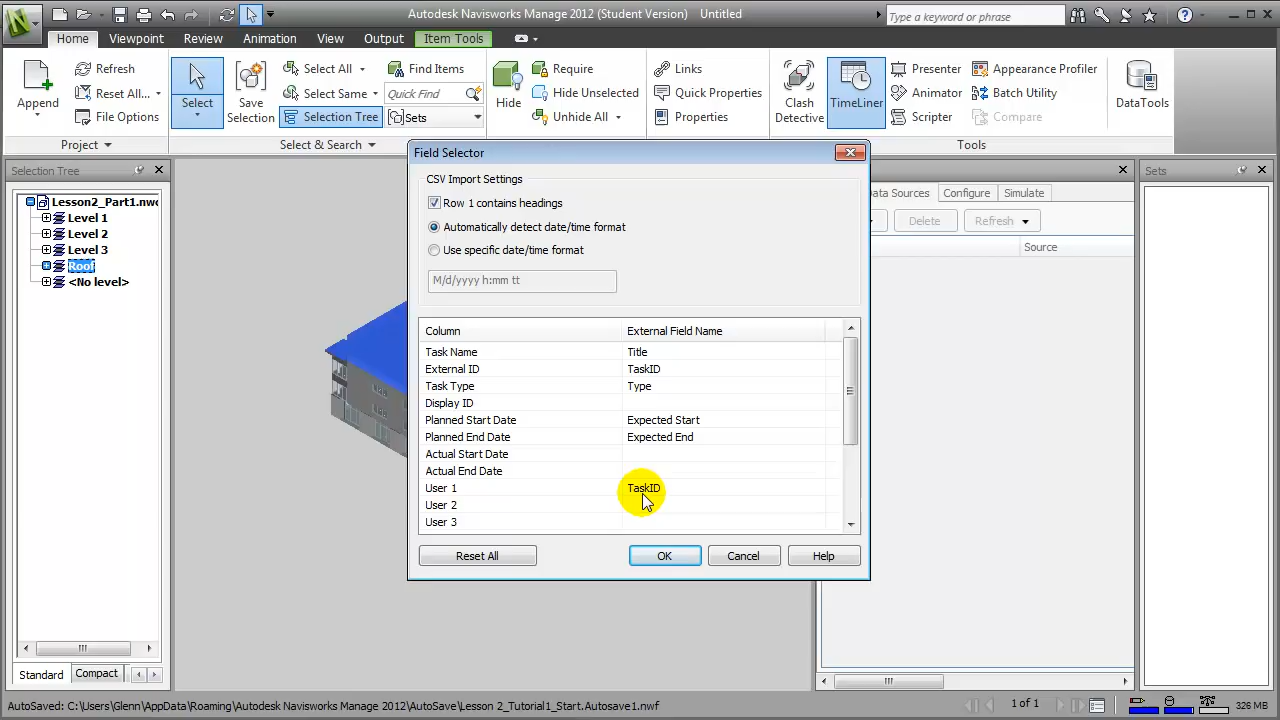 Autodesk Navisworks Manage 2012 (Student Version) Untitled
Type a keyword or phrase
Home Viewpoint Review Animation View Output Item Tools
Append
Refresh
Reset All...
File Options
Project
Select
Save Selection
Select All
Select Same
Selection Tree
Find Items
Quick Find
Sets
Select & Search
Hide
Require
Hide Unselected
Unhide All
Links
Quick Properties
Properties
Clash Detective
TimeLiner
Presenter
Animator
Scripter
Appearance Profiler
Batch Utility
Compare
DataTools
Tools
Selection Tree
Lesson2_Part1.nwc
Level 1
Level 2
Level 3
Roof
<No level>
Standard Compact
Field Selector
CSV Import Settings
Row 1 contains headings
Automatically detect date/time format
Use specific date/time format
M/d/yyyy h:mm tt
Column External Field Name
Task Name Title
External ID TaskID
Task Type Type
Display ID
Planned Start Date Expected Start
Planned End Date Expected End
Actual Start Date
Actual End Date
User 1 TaskID
User 2
User 3
Reset All OK Cancel Help
Data Sources Configure Simulate
Delete Refresh
Source
Sets
AutoSaved: C:\Users\Glenn\AppData\Roaming\Autodesk Navisworks Manage 2012\AutoSave\Lesson 2_Tutorial1_Start.Autosave1.nwf
1 of 1
326 MB